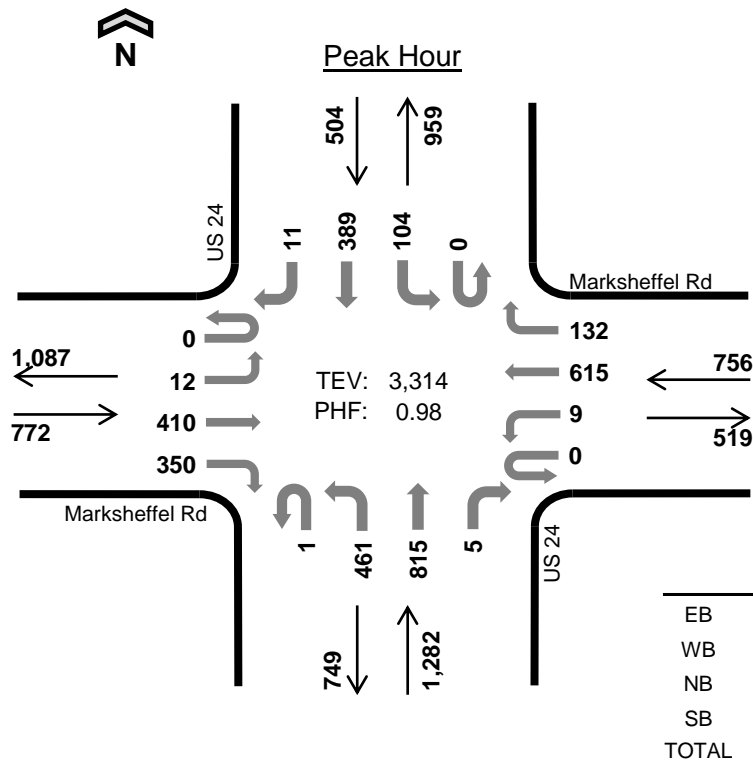 N
Peak Hour
504
959
US 24
11
389
104
0
Marksheffel Rd
0
132
1,087
12
TEV: 3,314
615
756
772
410
PHF: 0.98
9
519
350
0
Marksheffel Rd
1
461
815
5
US 24
749
1,282
EB
WB
NB
SB
TOTAL